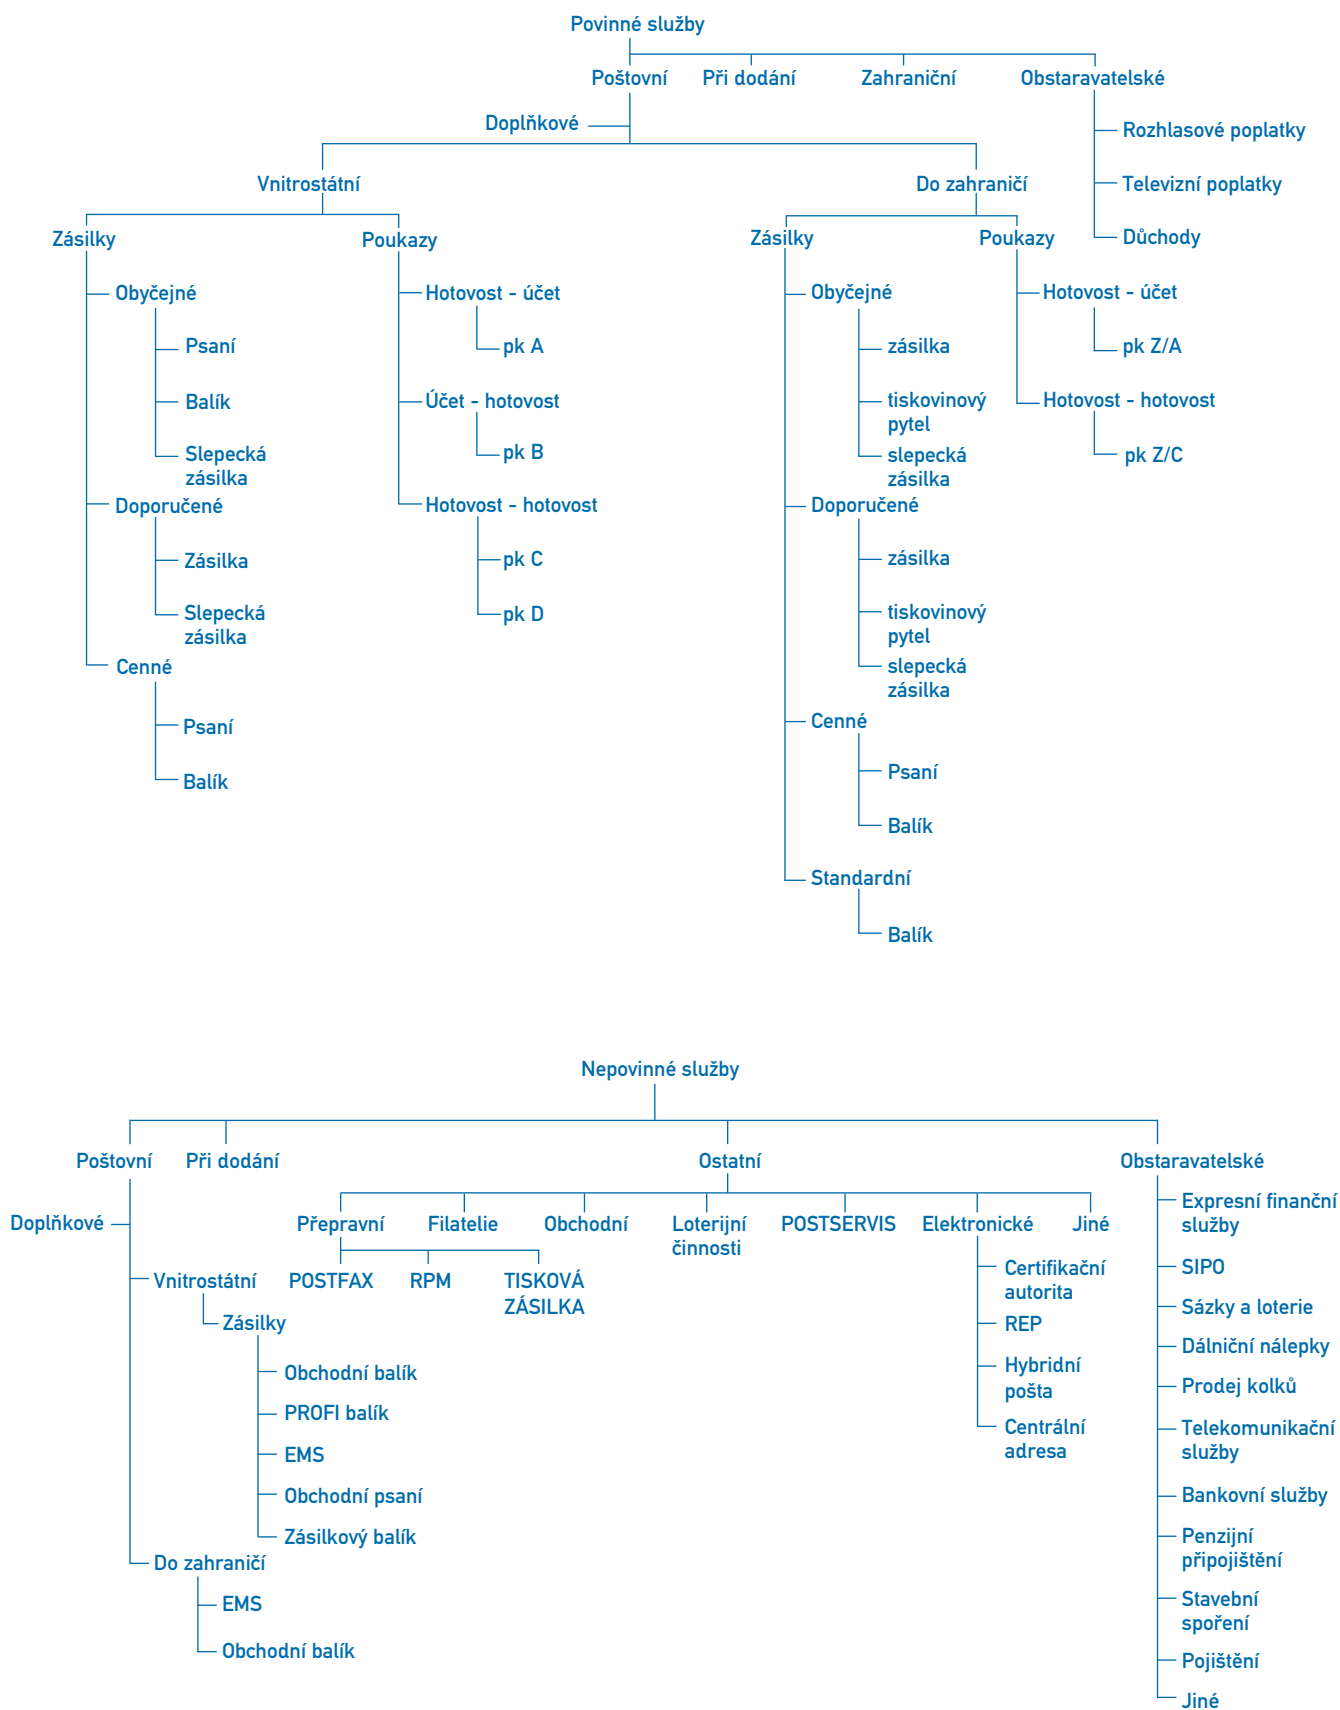 Povinné služby
Poštovní
Při dodání
Zahraniční
Obstaravatelské
Doplňkové
Rozhlasové poplatky
Televizní poplatky
Důchody
Vnitrostátní
Zásilky
Obyčejné
Psaní
Balík
Slepecká
zásilka
Doporučené
Zásilka
Slepecká
zásilka
Cenné
Psaní
Balík
Poukazy
Hotovost - účet
pk A
Účet - hotovost
pk B
Hotovost - hotovost
pk C
pk D
Do zahraničí
Zásilky
Obyčejné
zásilka
tiskovinový
pytel
slepecká
zásilka
Doporučené
zásilka
tiskovinový
pytel
slepecká
zásilka
Cenné
Psaní
Balík
Standardní
Balík
Poukazy
Hotovost - účet
pk Z/A
Hotovost - hotovost
pk Z/C
Nepovinné služby
Poštovní
Při dodání
Ostatní
Obstaravatelské
Doplňkové
Vnitrostátní
Zásilky
Obchodní balík
PROFI balík
EMS
Obchodní psaní
Zásilkový balík
Do zahraničí
EMS
Obchodní balík
Přepravní
Filatelie
Obchodní
Loterijní
činnosti
POSTSERVIS
Elektronické
Jiné
POSTFAX
RPM
TISKOVÁ
ZÁSILKA
Certifikační
autorita
REP
Hybridní
pošta
Centrální
adresa
Expresní finanční
služby
SIPO
Sázky a loterie
Dálniční nálepky
Prodej kolků
Telekomunikační
služby
Bankovní služby
Penzijní
připojištění
Stavební
spoření
Pojištění
Jiné